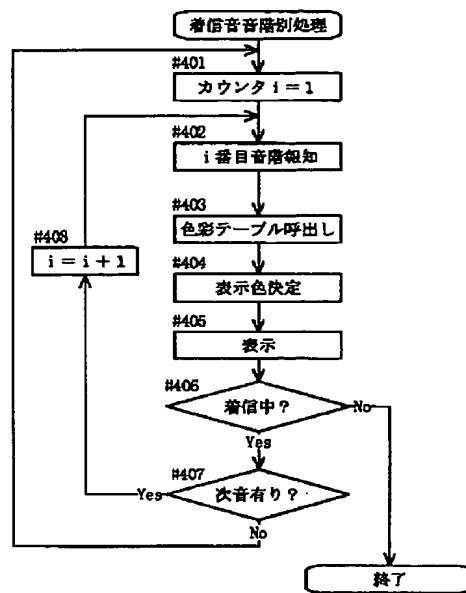 着信音音階別処理
#401
カウンタ i = 1
#402
i 番目音階報知
#403
色彩テーブル呼出し
#408
i = i + 1
#404
表示色決定
#405
表示
#406
着信中?
No
Yes
#407
Yes
次音有り?
No
終了